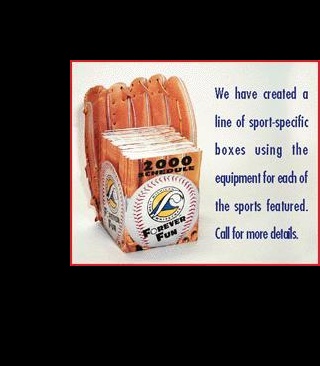 We have created a
line of sport-specific
boxes using the
equipment for each of
the sports featured.
Call for more details.
2000
SCHEDULE
FOREVER
FUN